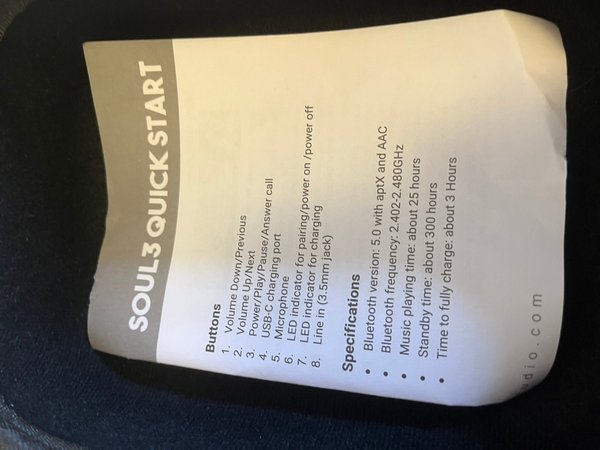 SOUL3 QUICK START
Buttons
1. Volume Down/Previous
2. Volume Up/Next
3. Power/Play/Pause/Answer call
4. USB-C charging port
5. Microphone
6. LED indicator for pairing/power on /power off
7. LED indicator for charging
8. Line in (3.5mm jack)
Specifications
• Bluetooth version: 5.0 with aptX and AAC
• Bluetooth frequency: 2.402-2.480GHz
• Music playing time: about 25 hours
• Standby time: about 300 hours
• Time to fully charge: about 3 Hours
udio.com